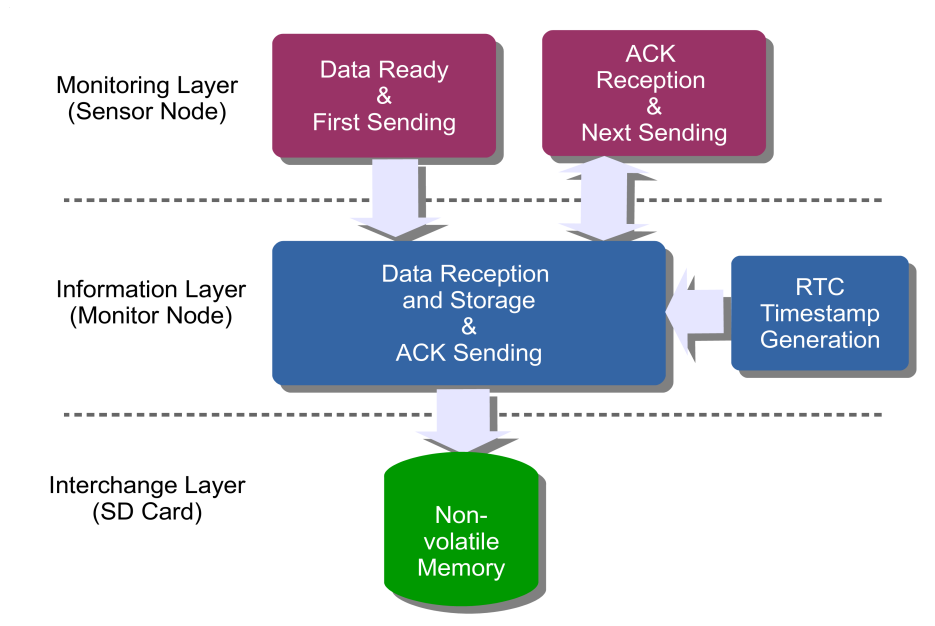 Monitoring Layer
(Sensor Node)
Data Ready
&
First Sending
ACK
Reception
&
Next Sending
Information Layer
(Monitor Node)
Data Reception
and Storage
&
ACK Sending
RTC
Timestamp
Generation
Interchange Layer
(SD Card)
Non-
volatile
Memory